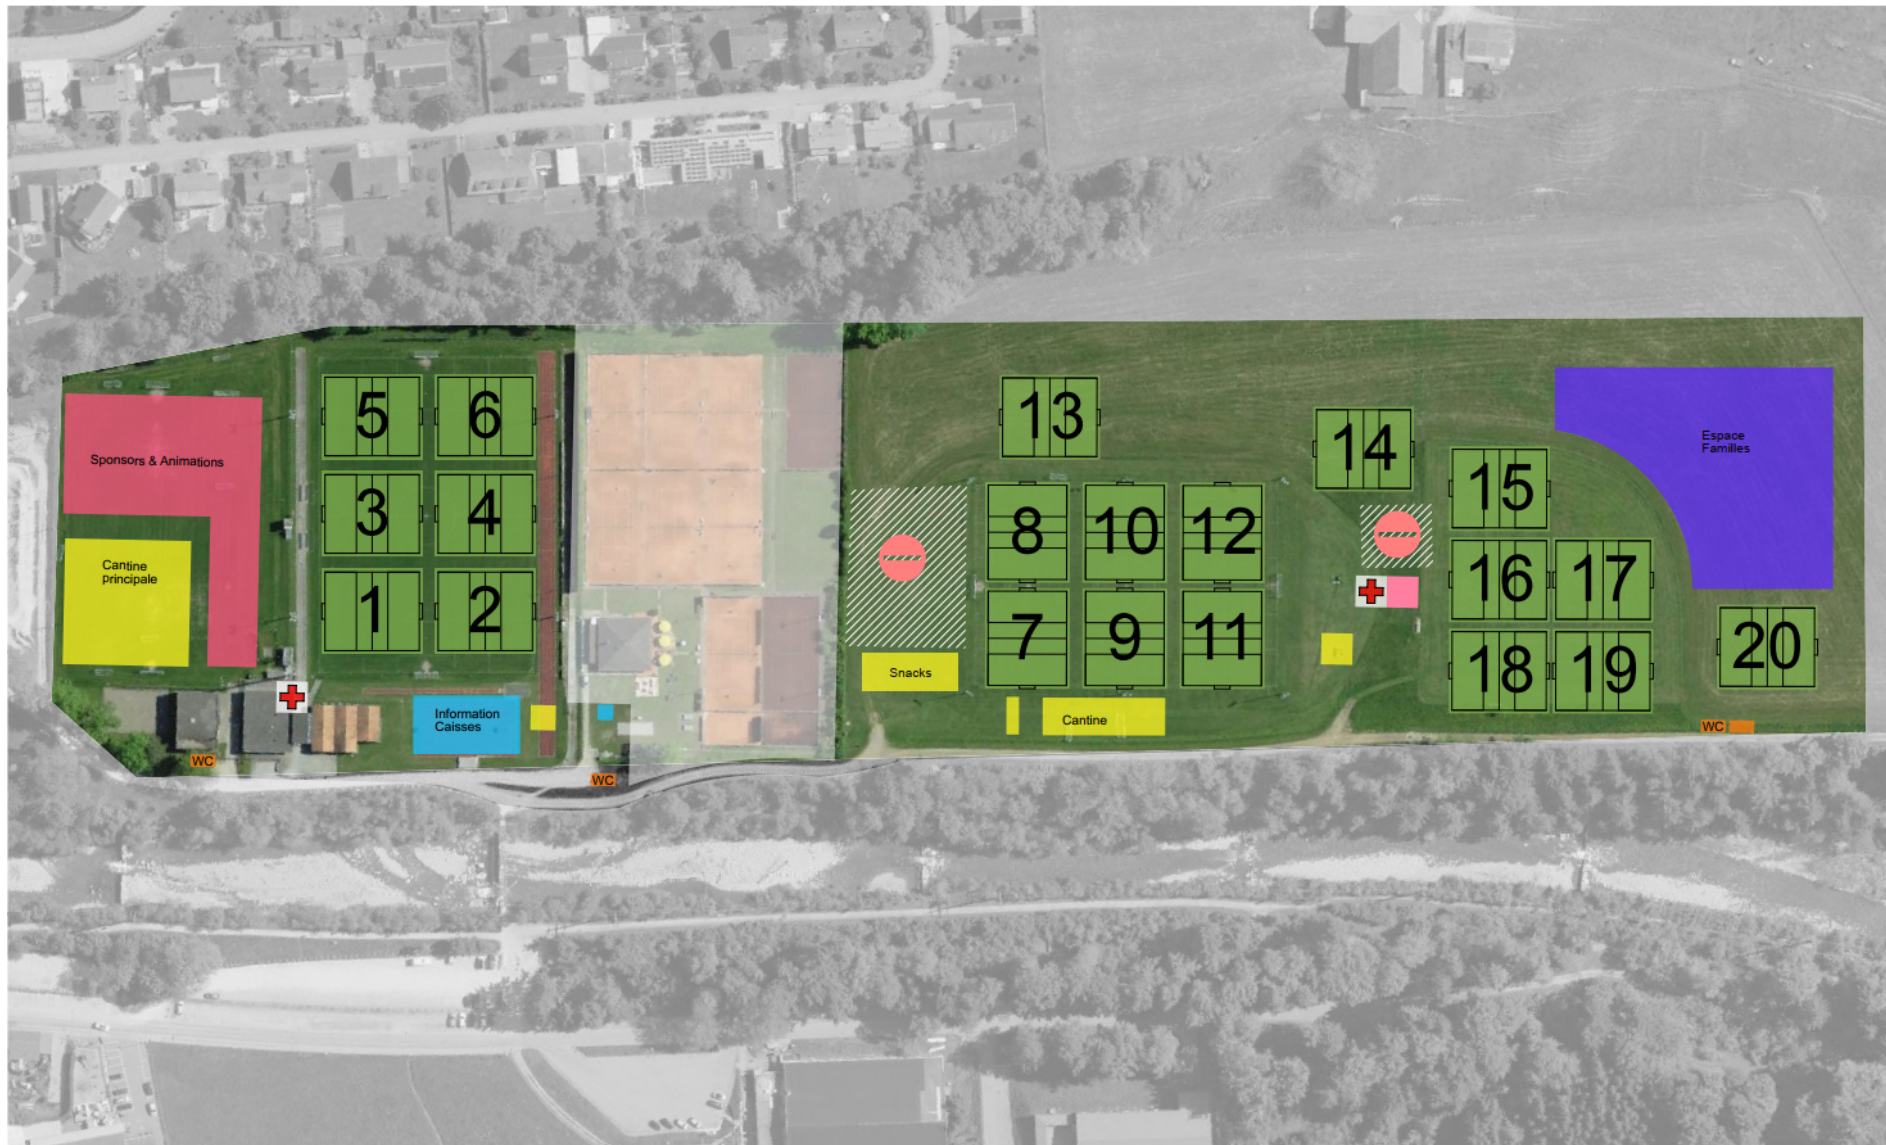 Sponsors & Animations
Cantine
principale
5
6
3
4
1
2
Information
Caisses
WC
WC
13
14
8
10
12
7
9
11
Snacks
Cantine
15
16
17
18
19
20
Espace
Familles
WC